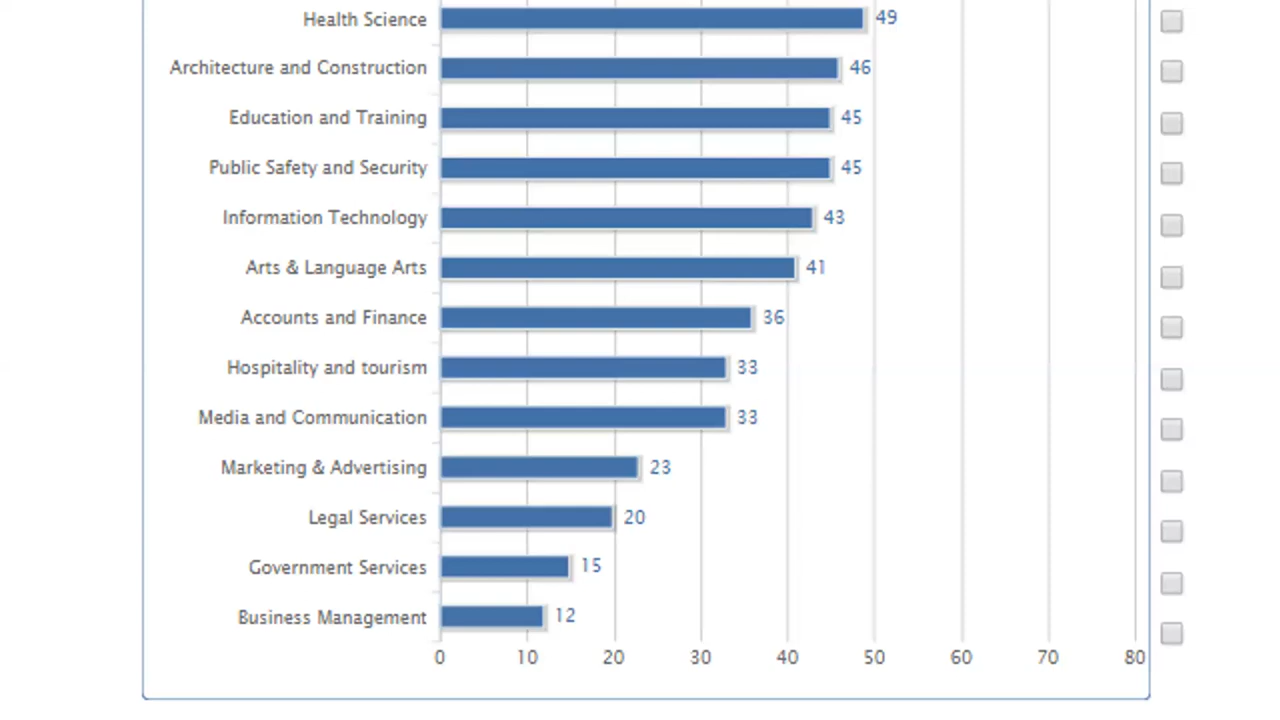 Health Science 49
Architecture and Construction 46
Education and Training 45
Public Safety and Security 45
Information Technology 43
Arts & Language Arts 41
Accounts and Finance 36
Hospitality and tourism 33
Media and Communication 33
Marketing & Advertising 23
Legal Services 20
Government Services 15
Business Management 12
0 10 20 30 40 50 60 70 80